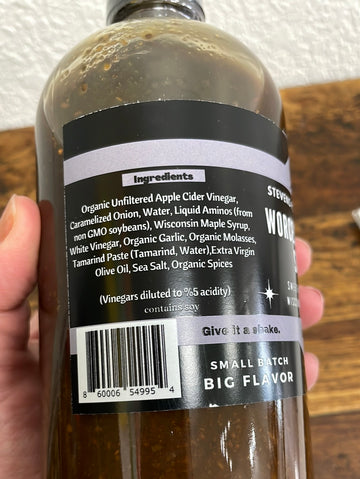 Ingredients
Organic Unfiltered Apple Cider Vinegar,
Caramelized Onion, Water, Liquid Aminos (from
non GMO soybeans), Wisconsin Maple Syrup,
White Vinegar, Organic Garlic, Organic Molasses,
Tamarind Paste (Tamarind, Water),Extra Virgin
Olive Oil, Sea Salt, Organic Spices
(Vinegars diluted to %5 acidity)
contains soy
8 60006 54995 4
Give it a shake.
SMALL BATCH
BIG FLAVOR